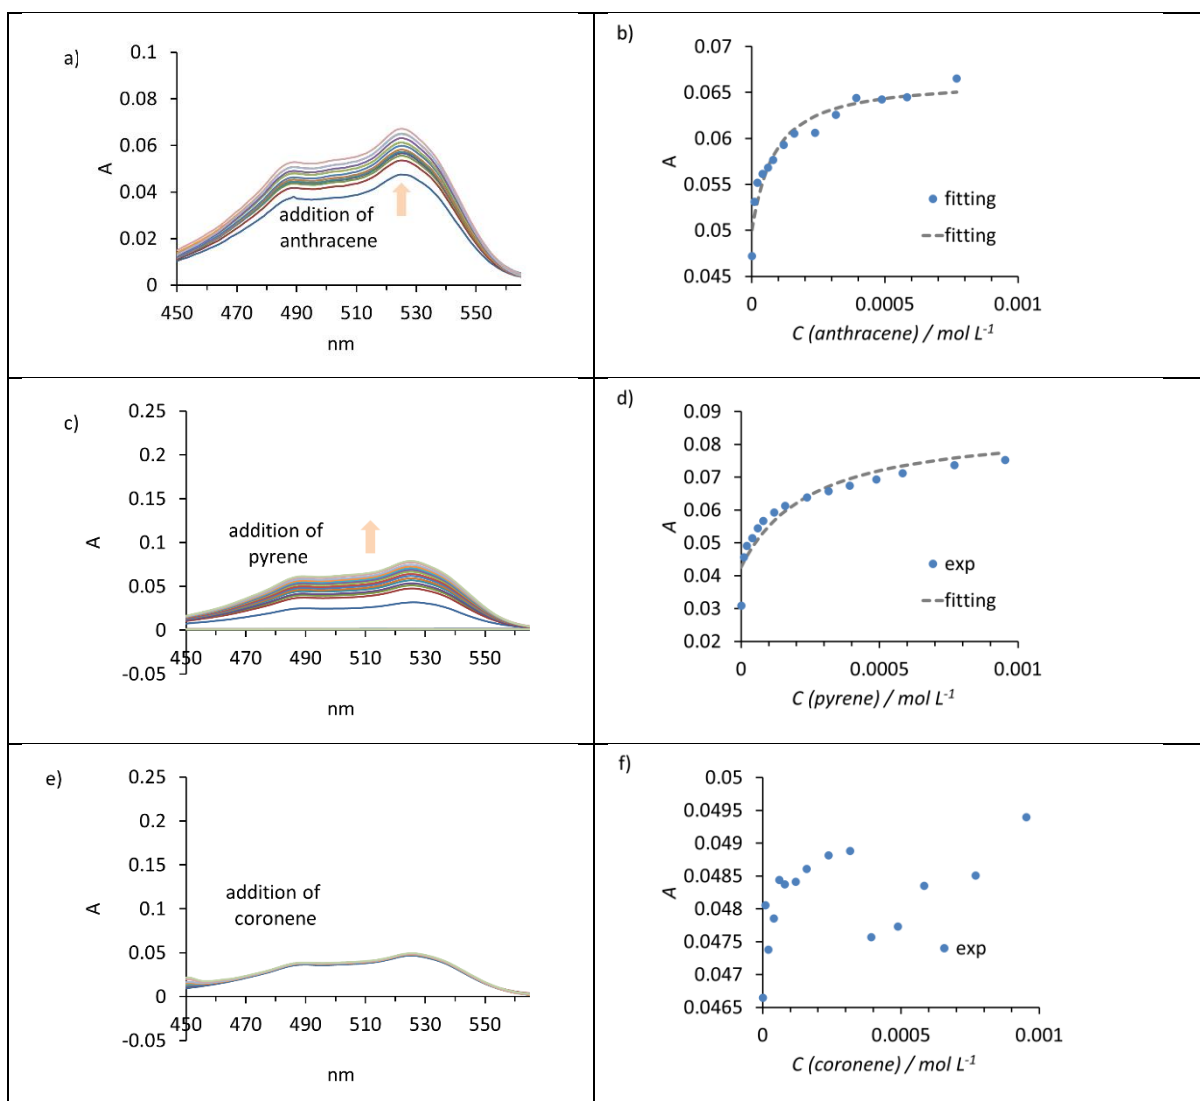 a)
0.1
0.08
0.06
A
0.04
0.02
0
addition of
anthracene
450 470 490 510 530 550
nm
b)
0.07
0.065
0.06
A
0.055
0.05
0.045
fitting
fitting
0 0.0005 0.001
C (anthracene) / mol L-1
c)
0.25
0.2
0.15
0.1
A
0.05
0
-0.05
addition of
pyrene
450 470 490 510 530 550
nm
d)
0.09
0.08
0.07
0.06
A
0.05
0.04
0.03
0.02
exp
fitting
0 0.0005 0.001
C (pyrene) / mol L-1
e)
0.25
0.2
0.15
0.1
A
0.05
0
-0.05
addition of
coronene
450 470 490 510 530 550
nm
f)
0.05
0.0495
0.049
0.0485
A
0.048
0.0475
0.047
0.0465
exp
0 0.0005 0.001
C (coronene) / mol L-1